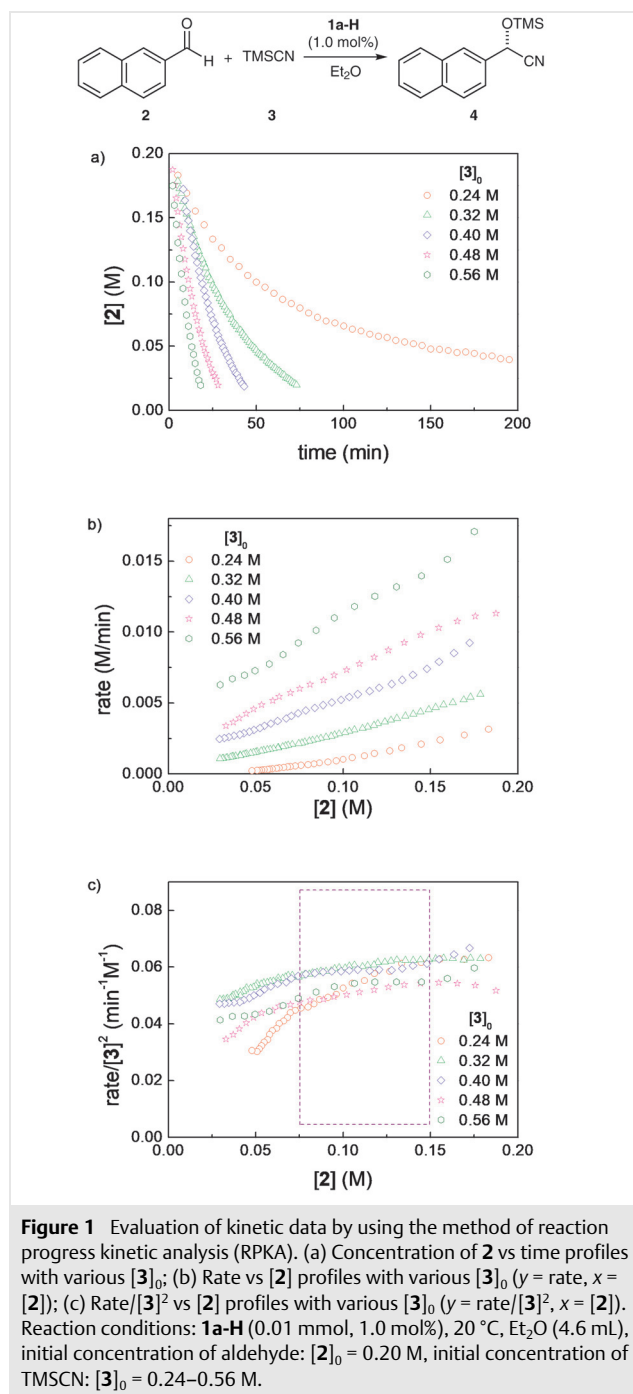 O
H
2
+
TMSCN
3
1a-H
(1.0 mol%)
Et₂O
OTMS
CN
4
a)
0.20
0.15
0.10
0.05
0.00
[2] (M)
0
50
100
150
200
time (min)
[3]₀
0.24 M
0.32 M
0.40 M
0.48 M
0.56 M
b)
0.015
0.010
0.005
0.000
rate (M/min)
0.00
0.05
0.10
0.15
0.20
[2] (M)
[3]₀
0.24 M
0.32 M
0.40 M
0.48 M
0.56 M
c)
0.08
0.06
0.04
0.02
0.00
rate/[3]² (min⁻¹M⁻¹)
0.00
0.05
0.10
0.15
0.20
[2] (M)
[3]₀
0.24 M
0.32 M
0.40 M
0.48 M
0.56 M
Figure 1 Evaluation of kinetic data by using the method of reaction
progress kinetic analysis (RPKA). (a) Concentration of 2 vs time profiles
with various [3]₀; (b) Rate vs [2] profiles with various [3]₀ (y = rate, x =
[2]); (c) Rate/[3]² vs [2] profiles with various [3]₀ (y = rate/[3]², x = [2]).
Reaction conditions: 1a-H (0.01 mmol, 1.0 mol%), 20 °C, Et₂O (4.6 mL),
initial concentration of aldehyde: [2]₀ = 0.20 M, initial concentration of
TMSCN: [3]₀ = 0.24–0.56 M.